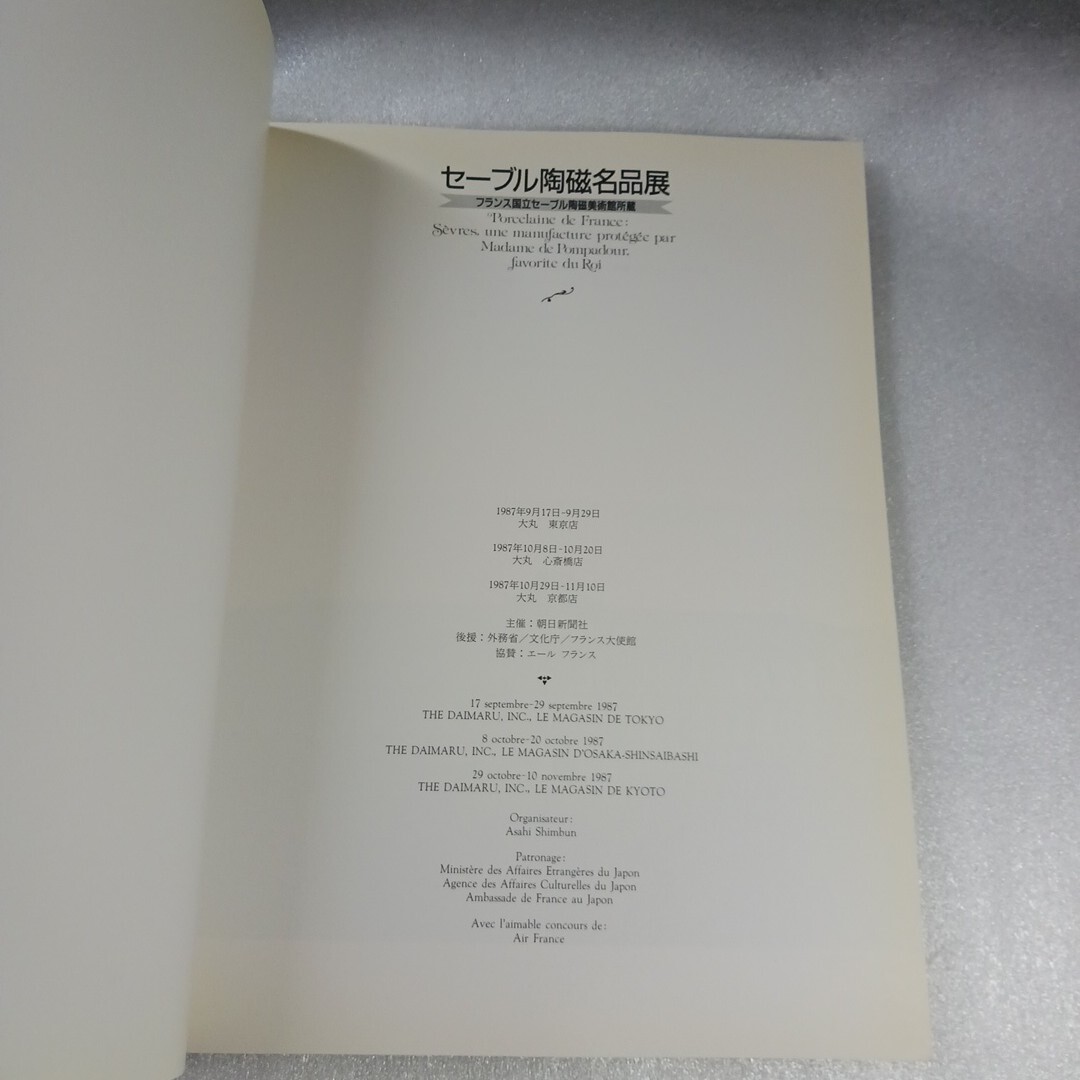 セーブル陶磁名品展
フランス国立セーブル陶磁美術館所蔵
Porcelaine de France:
Sèvres, une manufacture protégée par
Madame de Pompadour,
favorite du Roi
1987年9月17日-9月29日
大丸　東京店
1987年10月8日-10月20日
大丸　心斎橋店
1987年10月29日-11月10日
大丸　京都店
主催：朝日新聞社
後援：外務省／文化庁／フランス大使館
協賛：エール フランス
17 septembre-29 septembre 1987
THE DAIMARU, INC., LE MAGASIN DE TOKYO
8 octobre-20 octobre 1987
THE DAIMARU, INC., LE MAGASIN D'OSAKA-SHINSAIBASHI
29 octobre-10 novembre 1987
THE DAIMARU, INC., LE MAGASIN DE KYOTO
Organisateur:
Asahi Shimbun
Patronage:
Ministère des Affaires Etrangères du Japon
Agence des Affaires Culturelles du Japon
Ambassade de France au Japon
Avec l'aimable concours de:
Air France